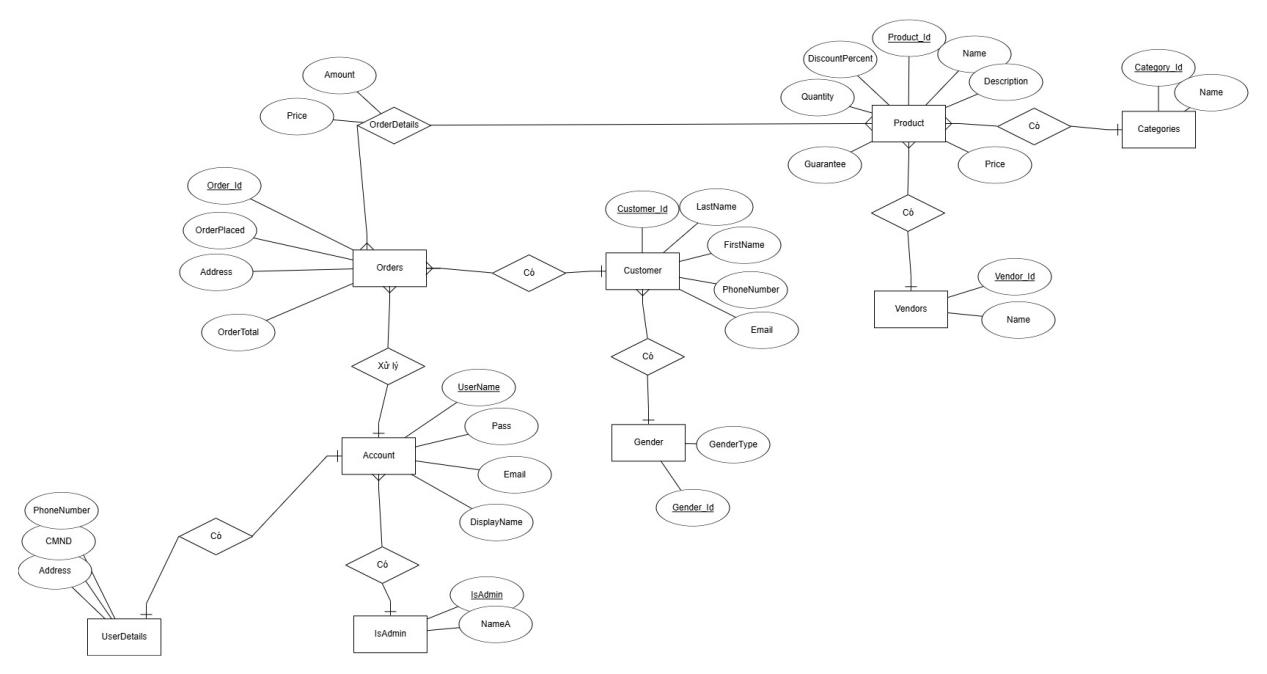 Product_Id
Category_Id
DiscountPercent
Name
Amount
Description
Name
Quantity
Price
OrderDetails
Product
Có
Categories
Guarantee
Price
Order_Id
Customer_Id
LastName
Có
OrderPlaced
FirstName
Address
Orders
Có
Customer
Vendor_Id
PhoneNumber
Vendors
Name
OrderTotal
Email
Có
Xử lý
UserName
Pass
Account
Gender
GenderType
Email
Gender_Id
PhoneNumber
DisplayName
CMND
Có
Address
Có
IsAdmin
NameA
UserDetails
IsAdmin